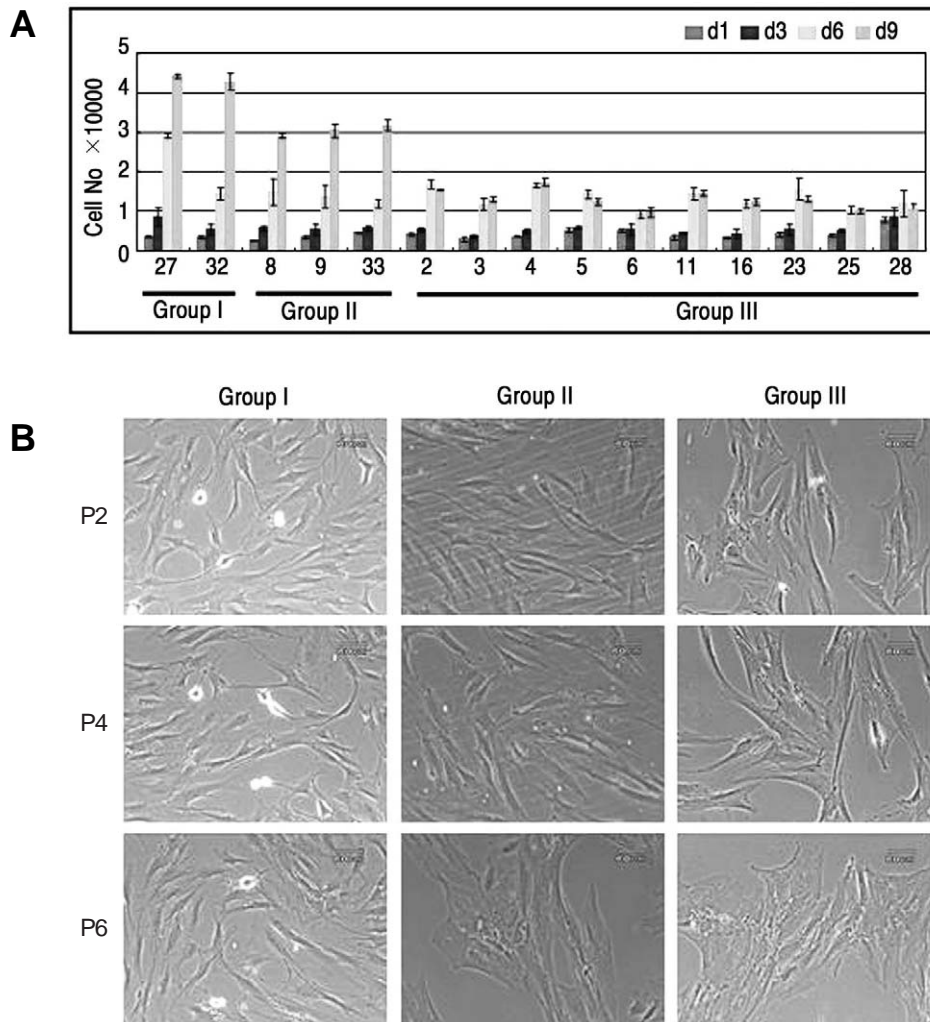 A
d1 d3 d6 d9
Cell No ×10000
5
4
3
2
1
0
27 32 8 9 33 2 3 4 5 6 11 16 23 25 28
Group I Group II Group III
B
Group I Group II Group III
P2
P4
P6